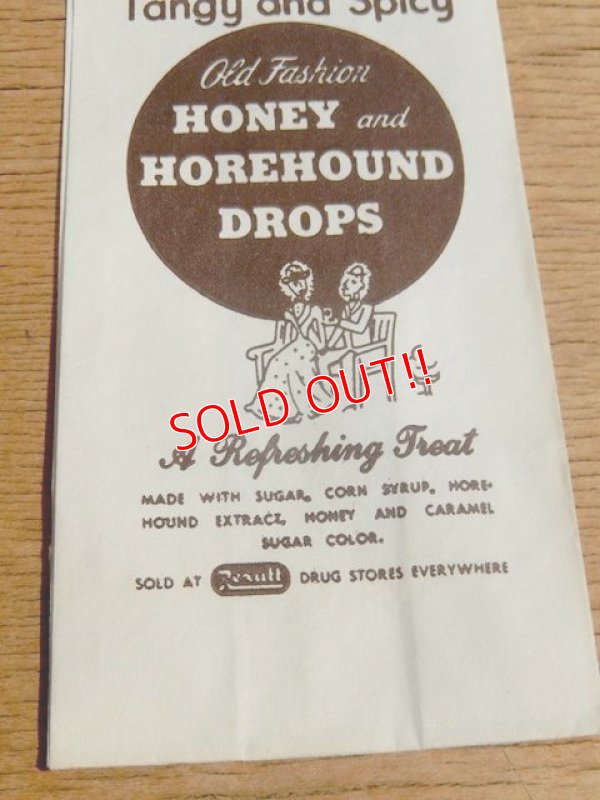 Tangy and Spicy
Old Fashion
HONEY and
HOREHOUND
DROPS
SOLD OUT!!
A Refreshing Treat
MADE WITH SUGAR, CORN SYRUP, HORE-
HOUND EXTRACT, HONEY AND CARAMEL
SUGAR COLOR.
SOLD AT Rexall DRUG STORES EVERYWHERE